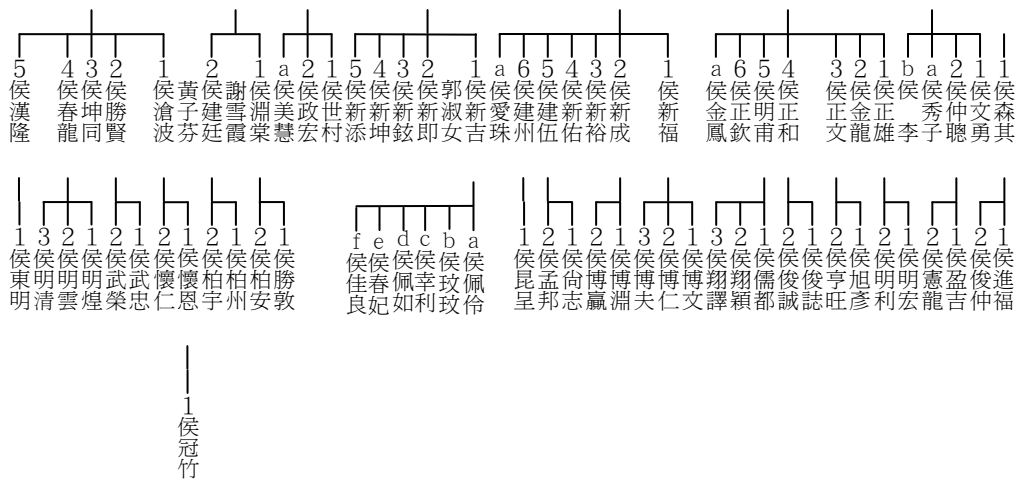 1侯森其
1侯文勇
2侯仲聰
a侯秀子
b侯 李
1侯正雄
2侯金龍
3侯正文
4侯正和
5侯明甫
6侯正欽
a侯金鳳
1侯新福
2侯新成
3侯新裕
4侯新佑
5侯建伍
6侯建州
a侯愛珠
1侯新吉
郭淑女
2侯新即
3侯新鉉
4侯新坤
5侯新添
1侯世村
2侯政宏
a侯美慧
1侯淵棠
謝雪霞
2侯建廷
黃子芬
1侯滄波
2侯勝賢
3侯坤同
4侯春龍
5侯漢隆
1侯進福
2侯俊仲
1侯盈吉
2侯憲龍
1侯明宏
2侯明利
1侯旭彥
2侯亨旺
1侯俊誌
2侯俊誠
1侯儒都
2侯翔穎
3侯翔譯
1侯博文
2侯博仁
3侯博夫
1侯博淵
2侯博贏
1侯尙志
2侯孟邦
1侯昆呈
a侯佩伶
b侯玟玟
c侯幸利
d侯佩如
e侯春妃
f侯佳良
1侯勝敦
2侯柏安
1侯柏州
2侯柏宇
1侯懷恩
2侯懷仁
1侯武忠
2侯武榮
1侯明煌
2侯明雲
3侯明清
1侯東明
1侯冠竹